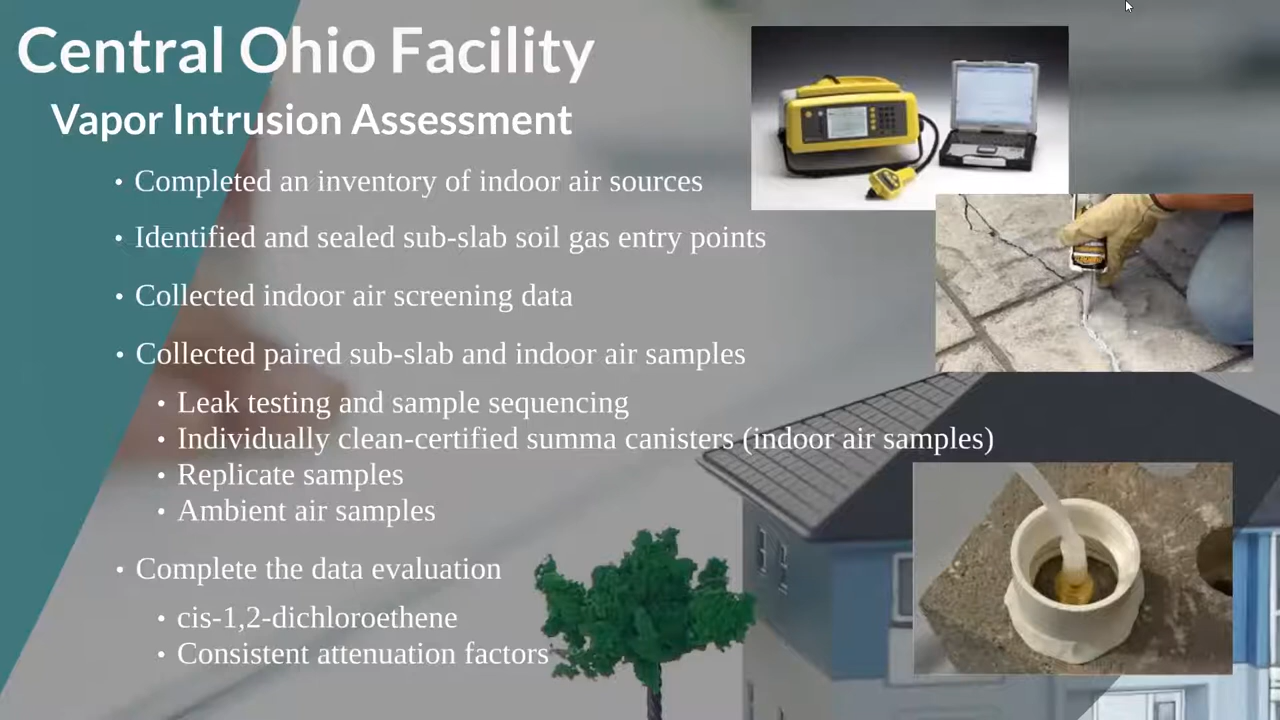 Central Ohio Facility
Vapor Intrusion Assessment
• Completed an inventory of indoor air sources
• Identified and sealed sub-slab soil gas entry points
• Collected indoor air screening data
• Collected paired sub-slab and indoor air samples
• Leak testing and sample sequencing
• Individually clean-certified summa canisters (indoor air samples)
• Replicate samples
• Ambient air samples
• Complete the data evaluation
• cis-1,2-dichloroethene
• Consistent attenuation factors